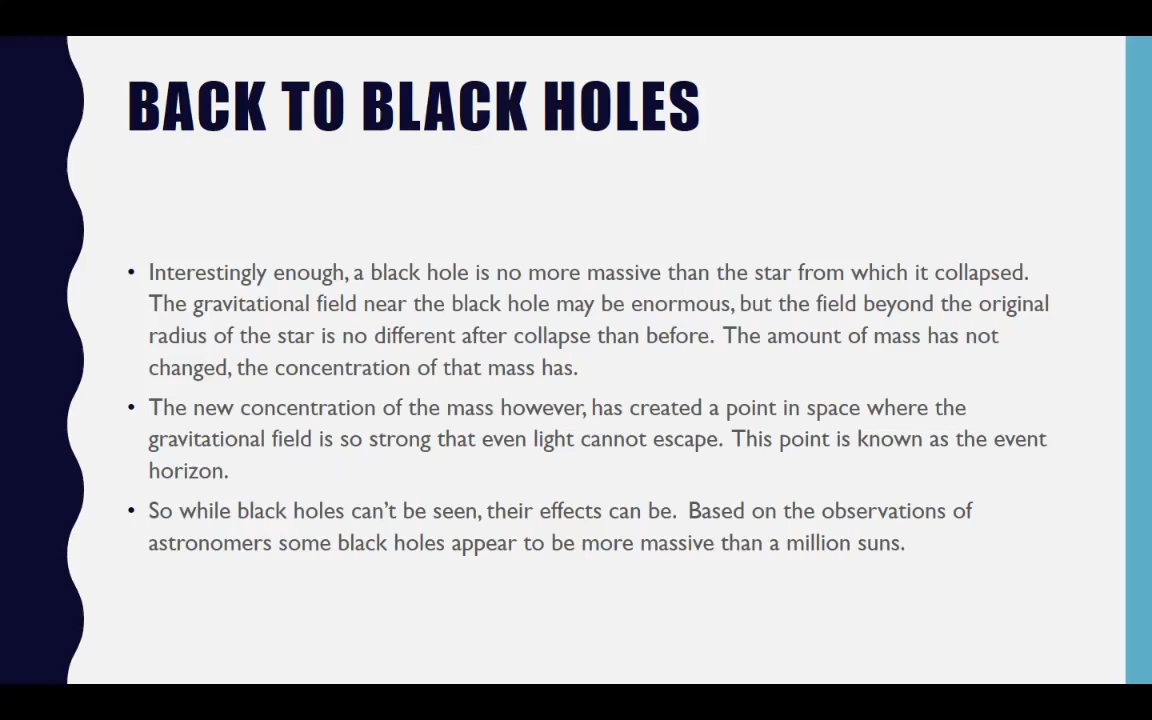 BACK TO BLACK HOLES
• Interestingly enough, a black hole is no more massive than the star from which it collapsed.
The gravitational field near the black hole may be enormous, but the field beyond the original
radius of the star is no different after collapse than before. The amount of mass has not
changed, the concentration of that mass has.
• The new concentration of the mass however, has created a point in space where the
gravitational field is so strong that even light cannot escape. This point is known as the event
horizon.
• So while black holes can't be seen, their effects can be. Based on the observations of
astronomers some black holes appear to be more massive than a million suns.